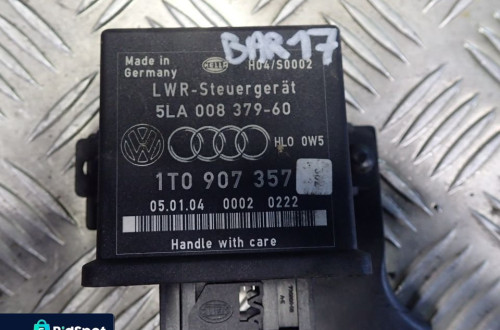 BAR17
Made in
Germany
HELLA
H04/S0002
LWR-Steuergerät
5LA 008 379-60
HLO 0W5
1T0 907 357
05.01.04 0002 0222
Handle with care
BigSpot